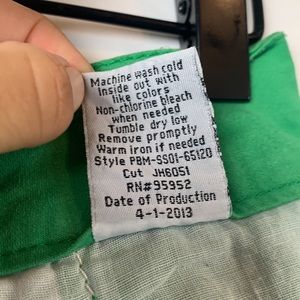 Machine wash cold
inside out with
like colors
Non-chlorine bleach
when needed
Tumble dry low
Remove promptly
Warm iron if needed
Style PBM-SS01-65120
Cut JH6051
RN#95952
Date of Production
4-1-2013